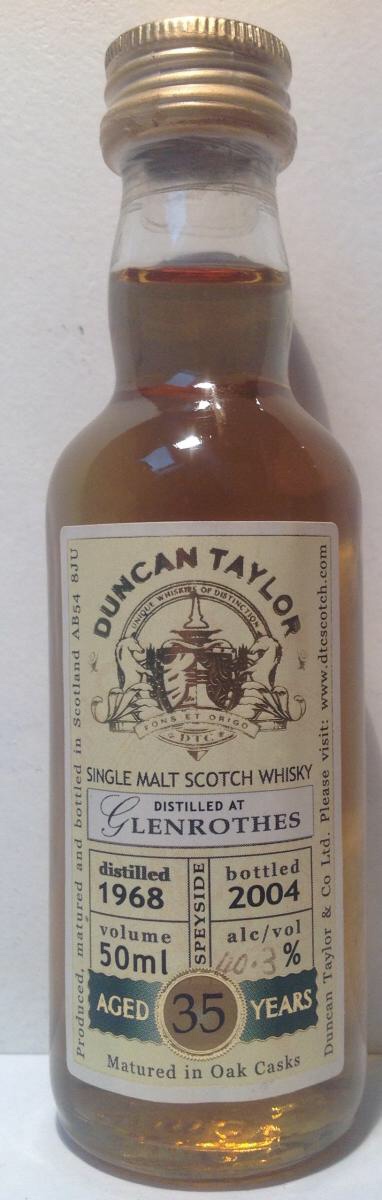 DUNCAN TAYLOR
UNIQUE WHISKIES OF DISTINCTION
FONS ET ORIGO
DTC
SINGLE MALT SCOTCH WHISKY
DISTILLED AT
GLENROTHES
distilled
1968
SPEYSIDE
bottled
2004
volume
50ml
alc/vol
40.3 %
AGED 35 YEARS
Matured in Oak Casks
Produced, matured and bottled in Scotland AB54 8JU
Duncan Taylor & Co Ltd. Please visit: www.dtcscotch.com